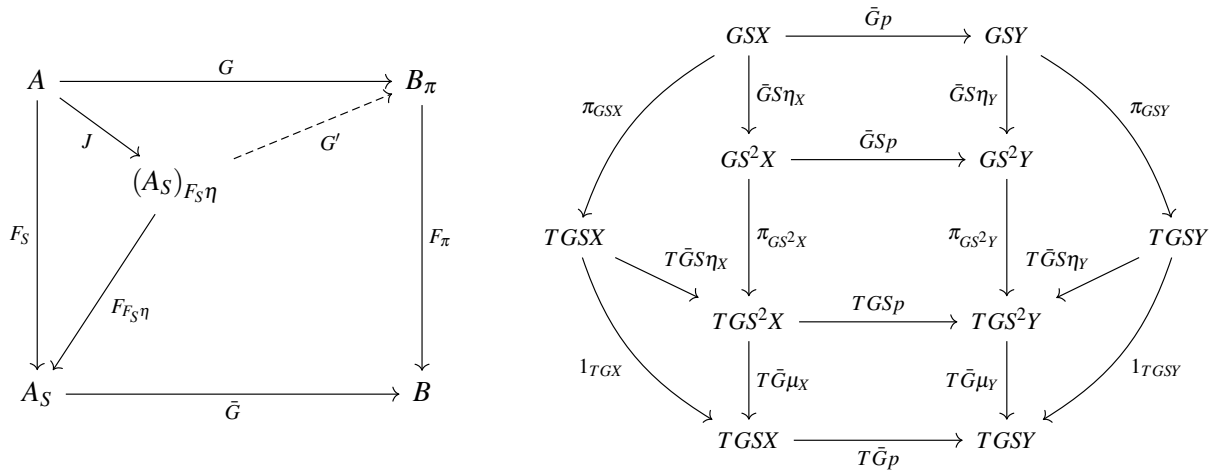 G
A
B_π
J
G′
(A_S)_{F_Sη}
F_S
F_π
F_{F_Sη}
A_S
B
Ḡ
Ḡp
GSX
GSY
π_{GSX}
ḠSη_X
ḠSη_Y
π_{GSY}
ḠSp
GS²X
GS²Y
TGSX
π_{GS²X}
π_{GS²Y}
TGSY
TḠSη_X
TḠSη_Y
TGSp
TGS²X
TGS²Y
1_{TGX}
TḠμ_X
TḠμ_Y
1_{TGSY}
TGSX
TGSY
TḠp